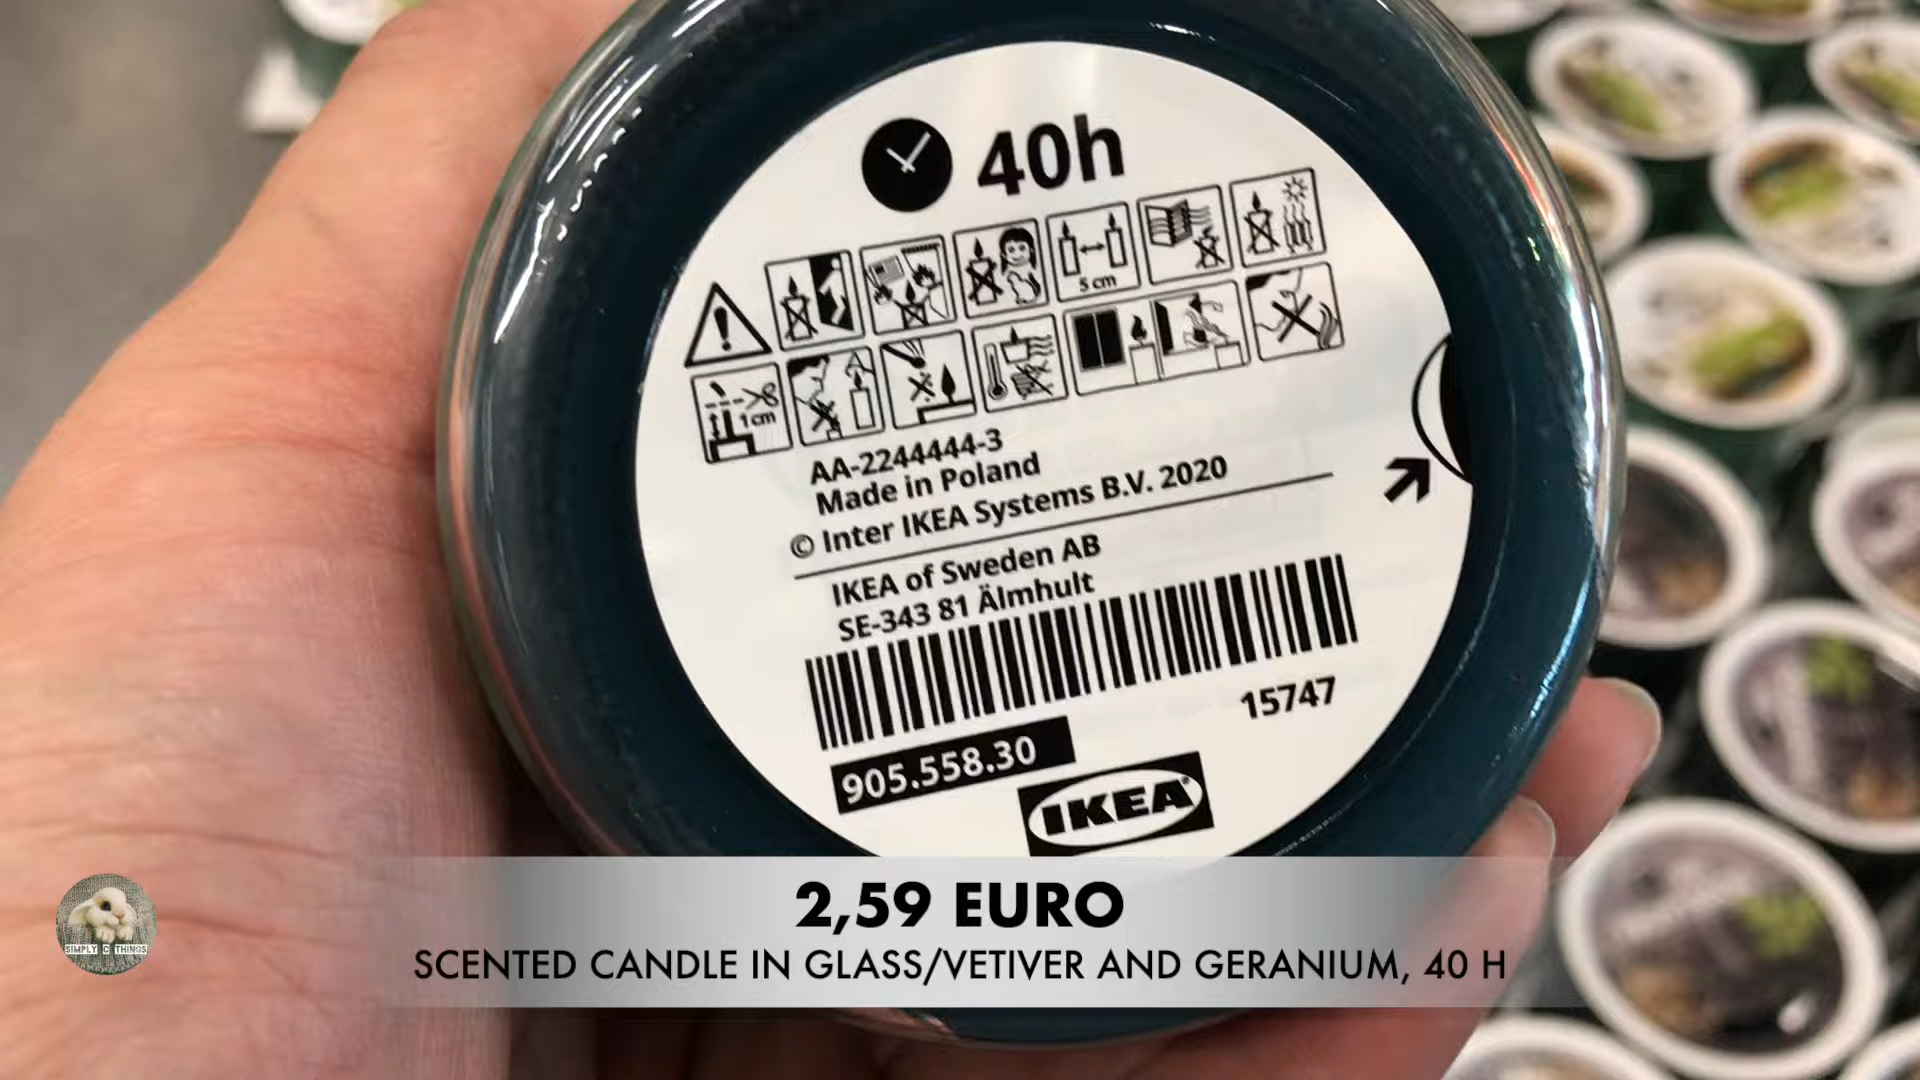 40h
5 cm
1 cm
AA-2244444-3
Made in Poland
© Inter IKEA Systems B.V. 2020
IKEA of Sweden AB
SE-343 81 Älmhult
15747
905.558.30
IKEA
2,59 EURO
SCENTED CANDLE IN GLASS/VETIVER AND GERANIUM, 40 H
SIMPLY C THINGS